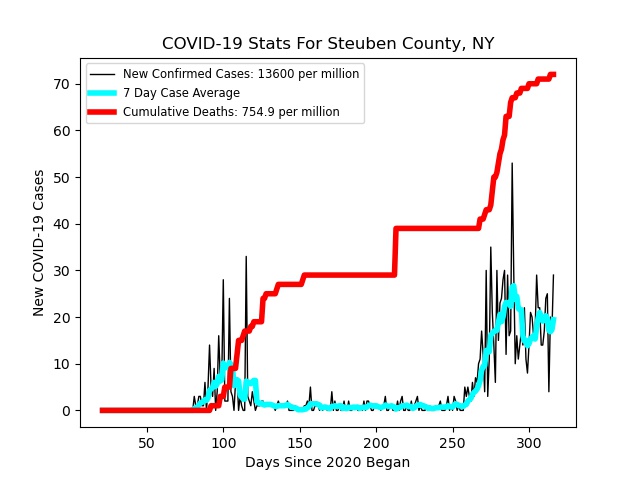 COVID-19 Stats For Steuben County, NY
New Confirmed Cases: 13600 per million
7 Day Case Average
Cumulative Deaths: 754.9 per million
New COVID-19 Cases
70
60
50
40
30
20
10
0
50 100 150 200 250 300
Days Since 2020 Began